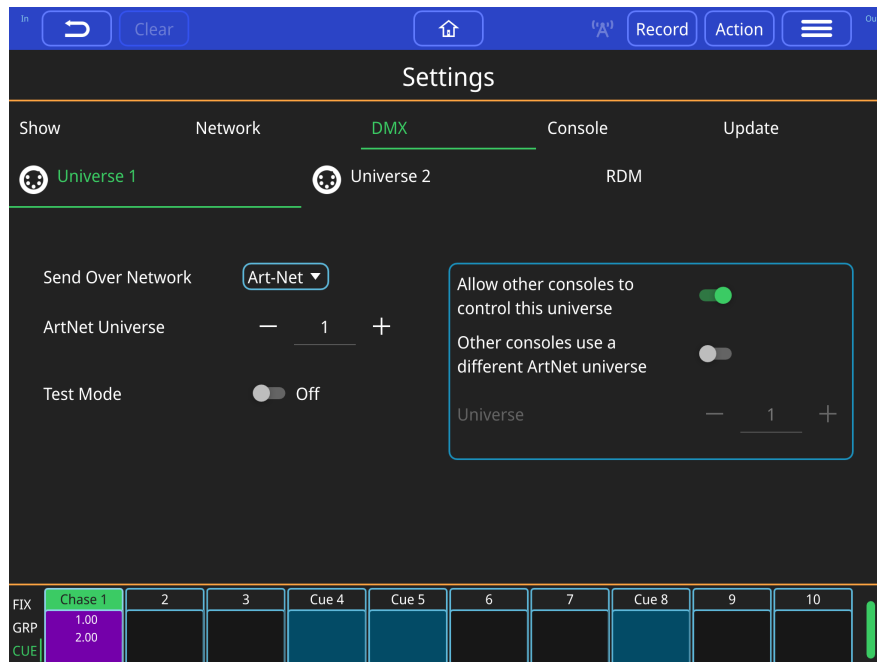 In
Clear
Record
Action
Ou
Settings
Show
Network
DMX
Console
Update
Universe 1
Universe 2
RDM
Send Over Network
Art-Net
ArtNet Universe
1
Test Mode
Off
Allow other consoles to
control this universe
Other consoles use a
different ArtNet universe
Universe
1
FIX
GRP
CUE
Chase 1
1.00
2.00
2
3
Cue 4
Cue 5
6
7
Cue 8
9
10